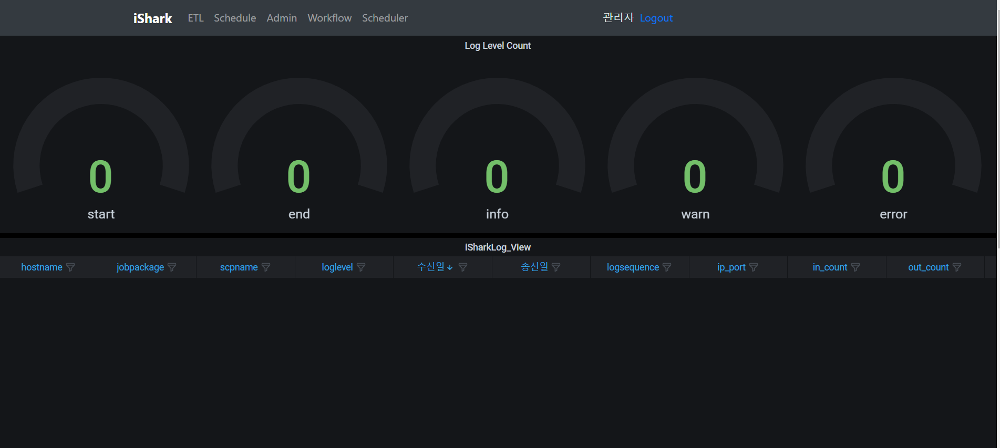 iShark ETL Schedule Admin Workflow Scheduler 관리자 Logout
Log Level Count
0 0 0 0 0
start end info warn error
iSharkLog_View
hostname jobpackage scpname loglevel 수신일 송신일 logsequence ip_port in_count out_count